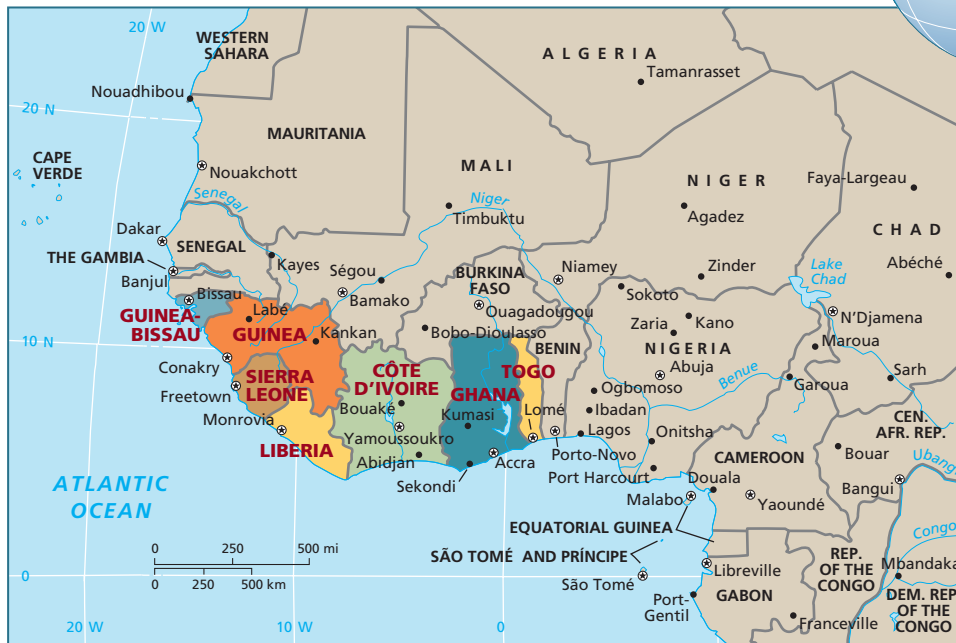 20 W
WESTERN
SAHARA
ALGERIA
Tamanrasset
Nouadhibou
20 N
20 N
MAURITANIA
CAPE
VERDE
MALI
Nouakchott
NIGER
Faya-Largeau
Senegal
Niger
Timbuktu
Agadez
CHAD
Dakar
SENEGAL
THE GAMBIA
Kayes
Ségou
BURKINA
FASO
Niamey
Zinder
Lake
Chad
Abéché
Banjul
Bissau
Bamako
Sokoto
Labé
Ouagadougou
Kano
N'Djamena
GUINEA-
BISSAU
GUINEA
Kankan
Bobo-Dioulasso
Zaria
NIGERIA
Maroua
10 N
BENIN
Conakry
SIERRA
LEONE
CÔTE
D'IVOIRE
TOGO
GHANA
Abuja
Benue
Garoua
Sarh
Freetown
Bouaké
Ogbomoso
Monrovia
Kumasi
Lomé
Ibadan
CEN.
AFR. REP.
LIBERIA
Yamoussoukro
Lagos
Onitsha
Bouar
Ubangi
Abidjan
Accra
Porto-Novo
CAMEROON
Sekondi
Port Harcourt
Douala
Bangui
ATLANTIC
OCEAN
Malabo
Yaoundé
EQUATORIAL GUINEA
Congo
0 250 500 mi
SÃO TOMÉ AND PRÍNCIPE
REP.
OF THE
CONGO
Mbandaka
0 250 500 km
São Tomé
Libreville
0
GABON
DEM. REP.
OF THE
CONGO
Port-
Gentil
Franceville
20 W
10 W
0
10 E